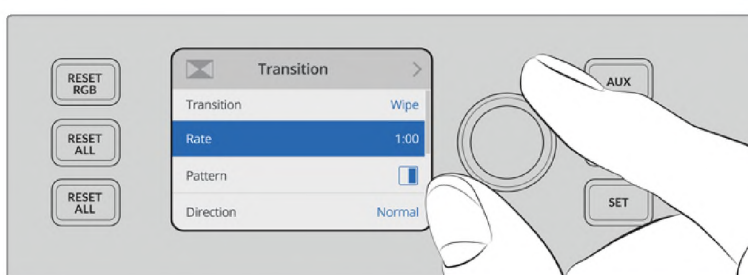 RESET
RGB
RESET
ALL
RESET
ALL
Transition
Transition Wipe
Rate 1:00
Pattern
Direction Normal
AUX
SET